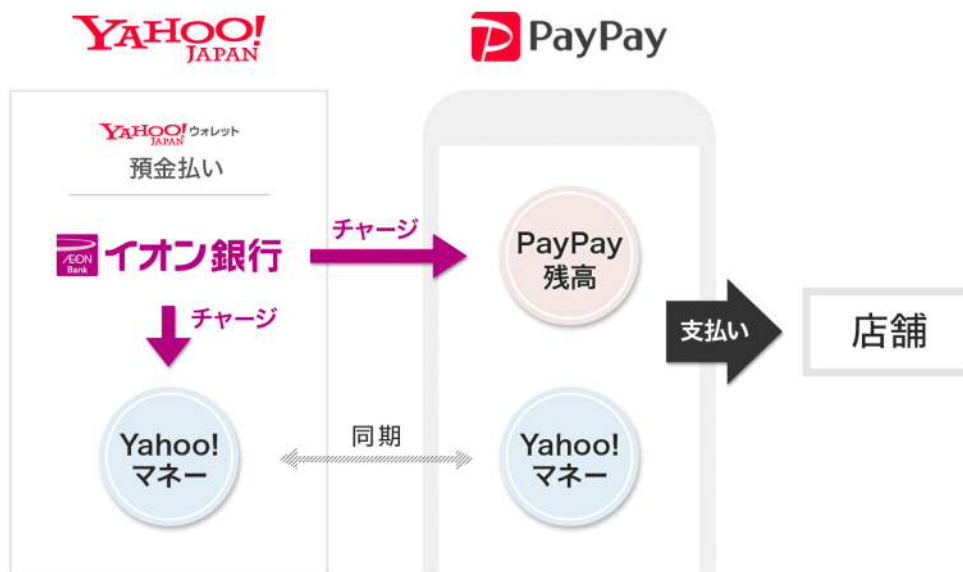 YAHOO!
JAPAN
PayPay
YAHOO! ウォレット
JAPAN
預金払い
ÆON
Bank
イオン銀行
チャージ
チャージ
PayPay
残高
支払い
店舗
Yahoo!
マネー
同期
Yahoo!
マネー